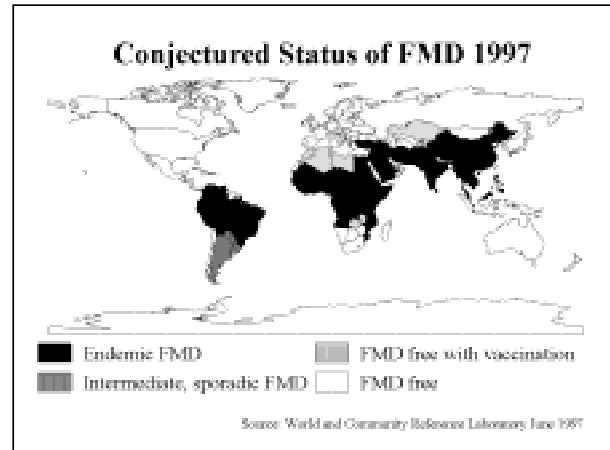 Conjectured Status of FMD 1997
Endemic FMD
FMD free with vaccination
Intermediate, sporadic FMD
FMD free
Source: World and Community Reference Laboratory June 1997